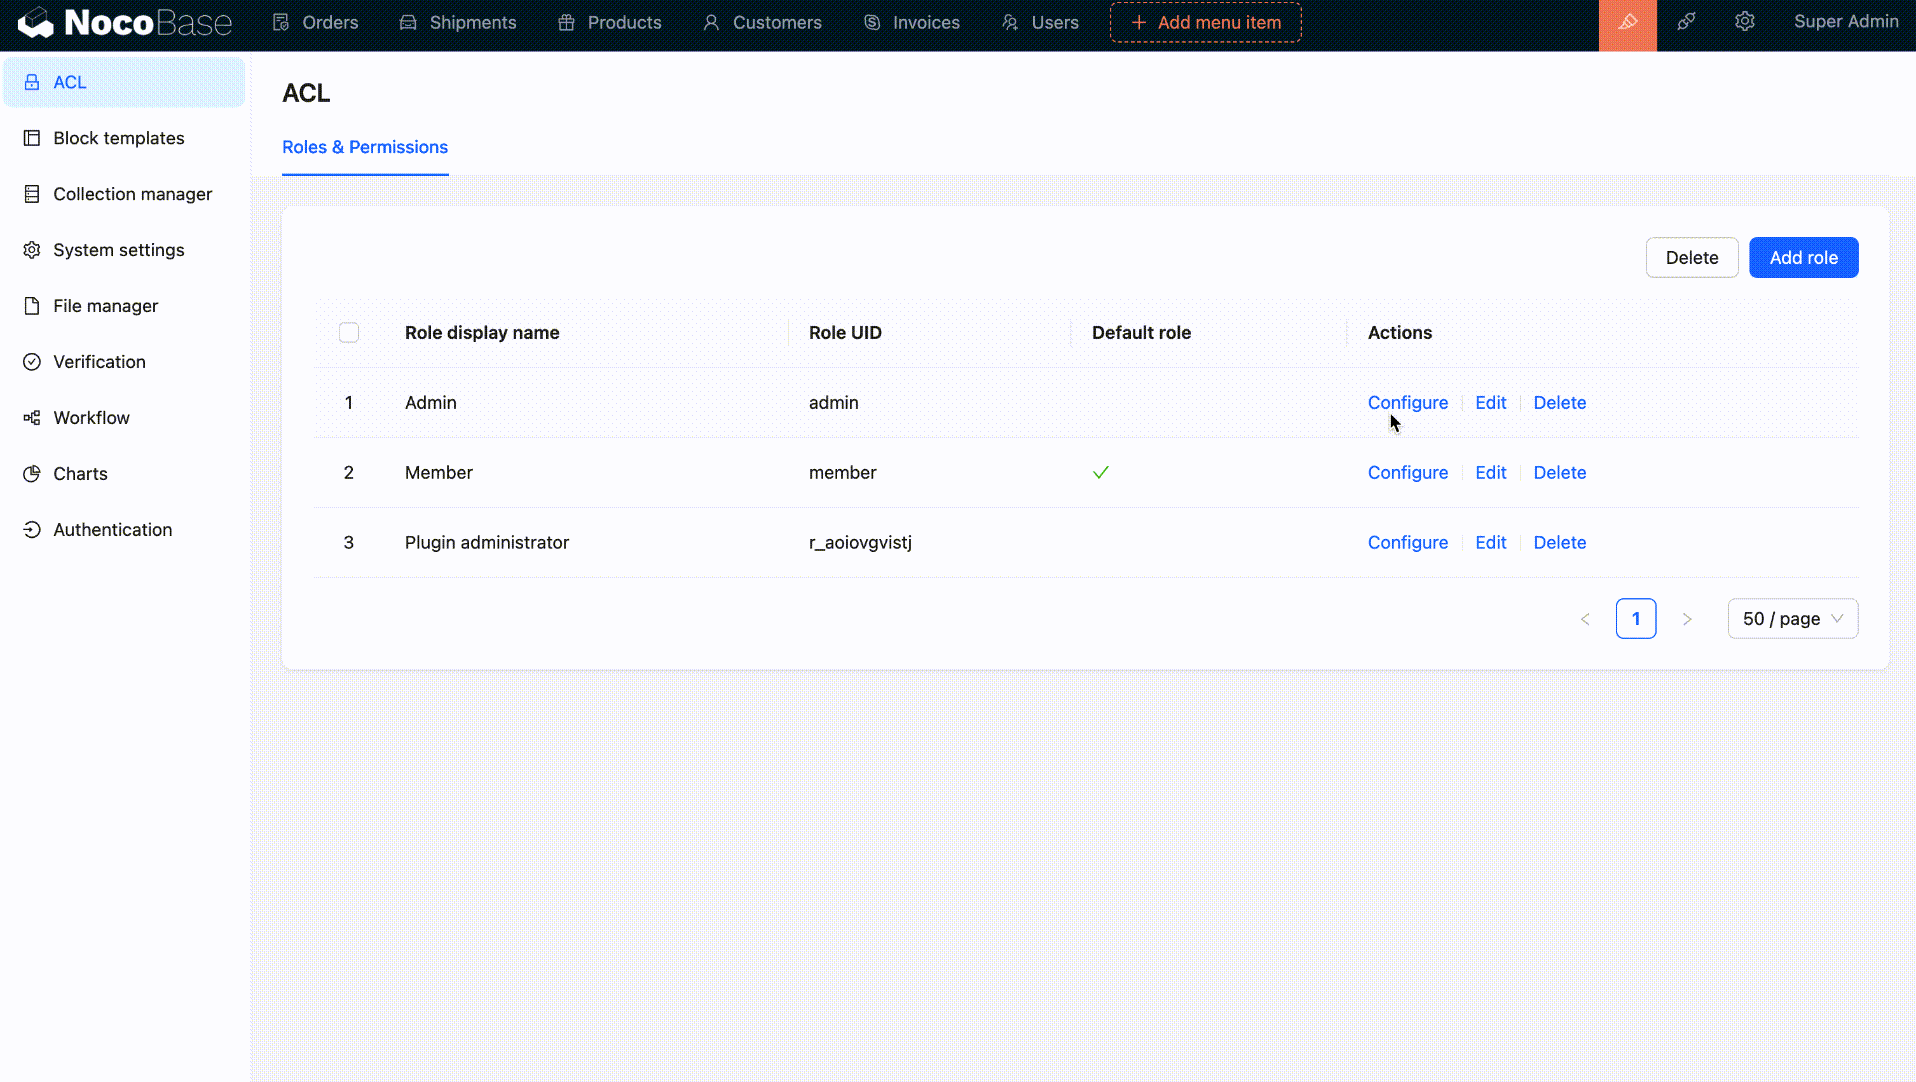 NocoBase Orders Shipments Products Customers Invoices Users Add menu item Super Admin
ACL
Block templates
Collection manager
System settings
File manager
Verification
Workflow
Charts
Authentication
ACL
Roles & Permissions
Delete Add role
Role display name Role UID Default role Actions
1 Admin admin Configure Edit Delete
2 Member member Configure Edit Delete
3 Plugin administrator r_aoiovgvistj Configure Edit Delete
1 50 / page